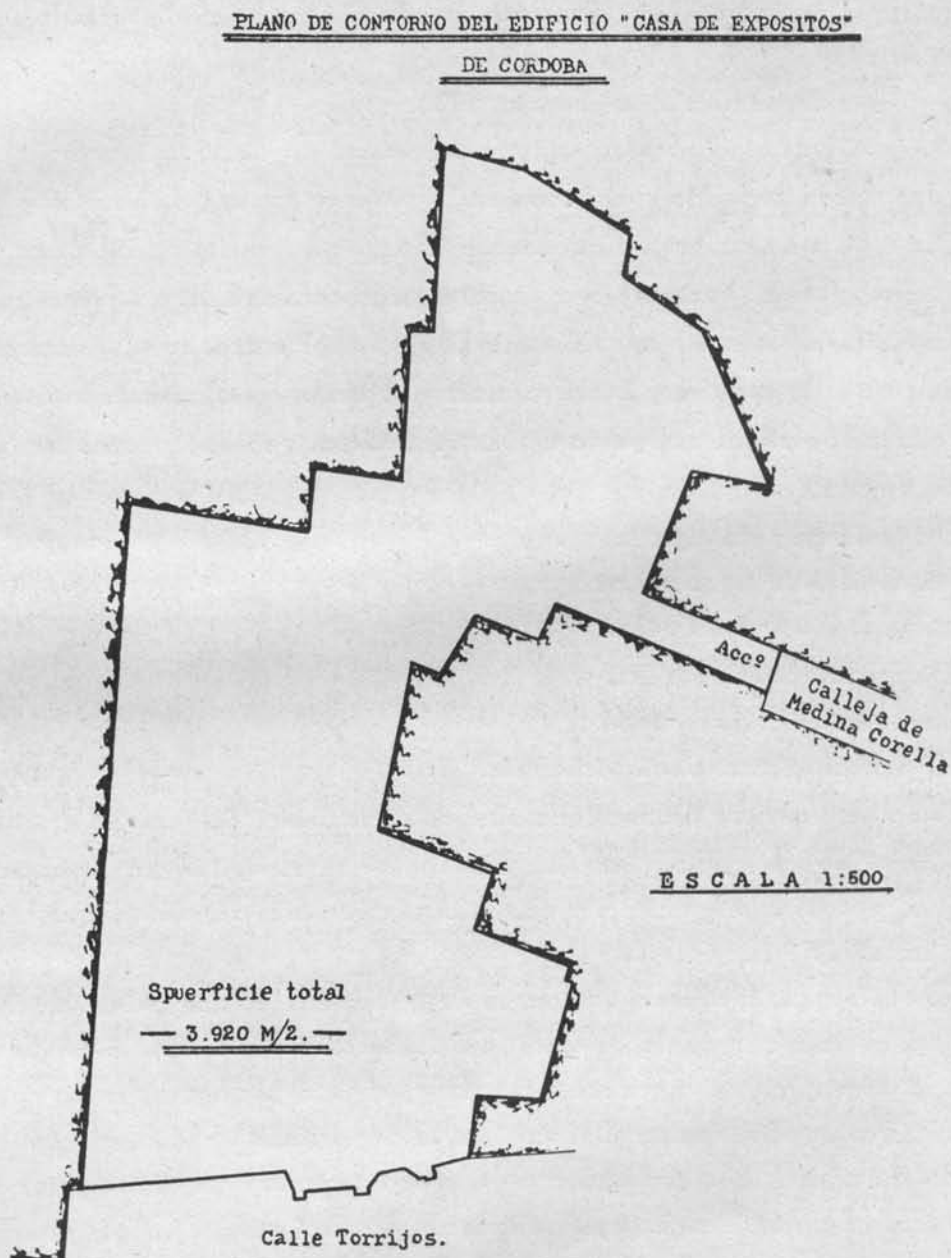 PLANO DE CONTORNO DEL EDIFICIO "CASA DE EXPOSITOS"
DE CORDOBA
Accº
Calleja de
Medina Corella
ESCALA 1:500
Spuerficie total
3.920 M/2.
Calle Torrijos.